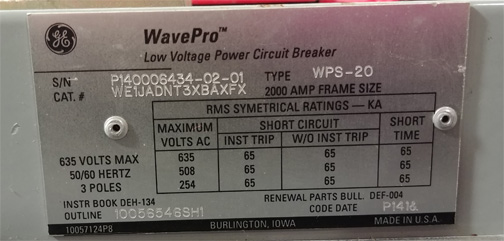 GE
WavePro™
Low Voltage Power Circuit Breaker
S/N P140006434-02-01 TYPE WPS-20
CAT. # WE1JADNT3XBAXFX 2000 AMP FRAME SIZE
RMS SYMETRICAL RATINGS — KA
MAXIMUM VOLTS AC SHORT CIRCUIT SHORT TIME
INST TRIP W/O INST TRIP
635 VOLTS MAX 635 65 65 65
50/60 HERTZ 508 65 65 65
3 POLES 254 65 65 65
INSTR BOOK DEH-134 RENEWAL PARTS BULL. DEF-004
OUTLINE 10056546SH1 CODE DATE P1414
10057124P8 BURLINGTON, IOWA MADE IN U.S.A.